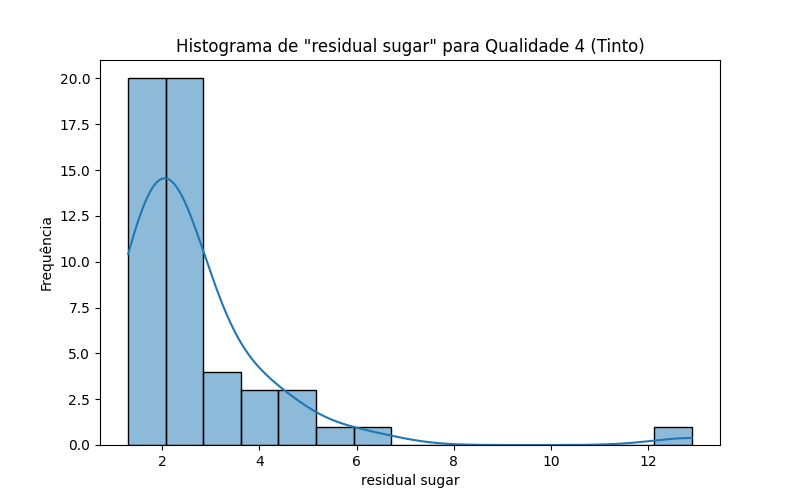 Histograma de "residual sugar" para Qualidade 4 (Tinto)
20.0
17.5
15.0
12.5
10.0
7.5
5.0
2.5
0.0
Frequência
2 4 6 8 10 12
residual sugar